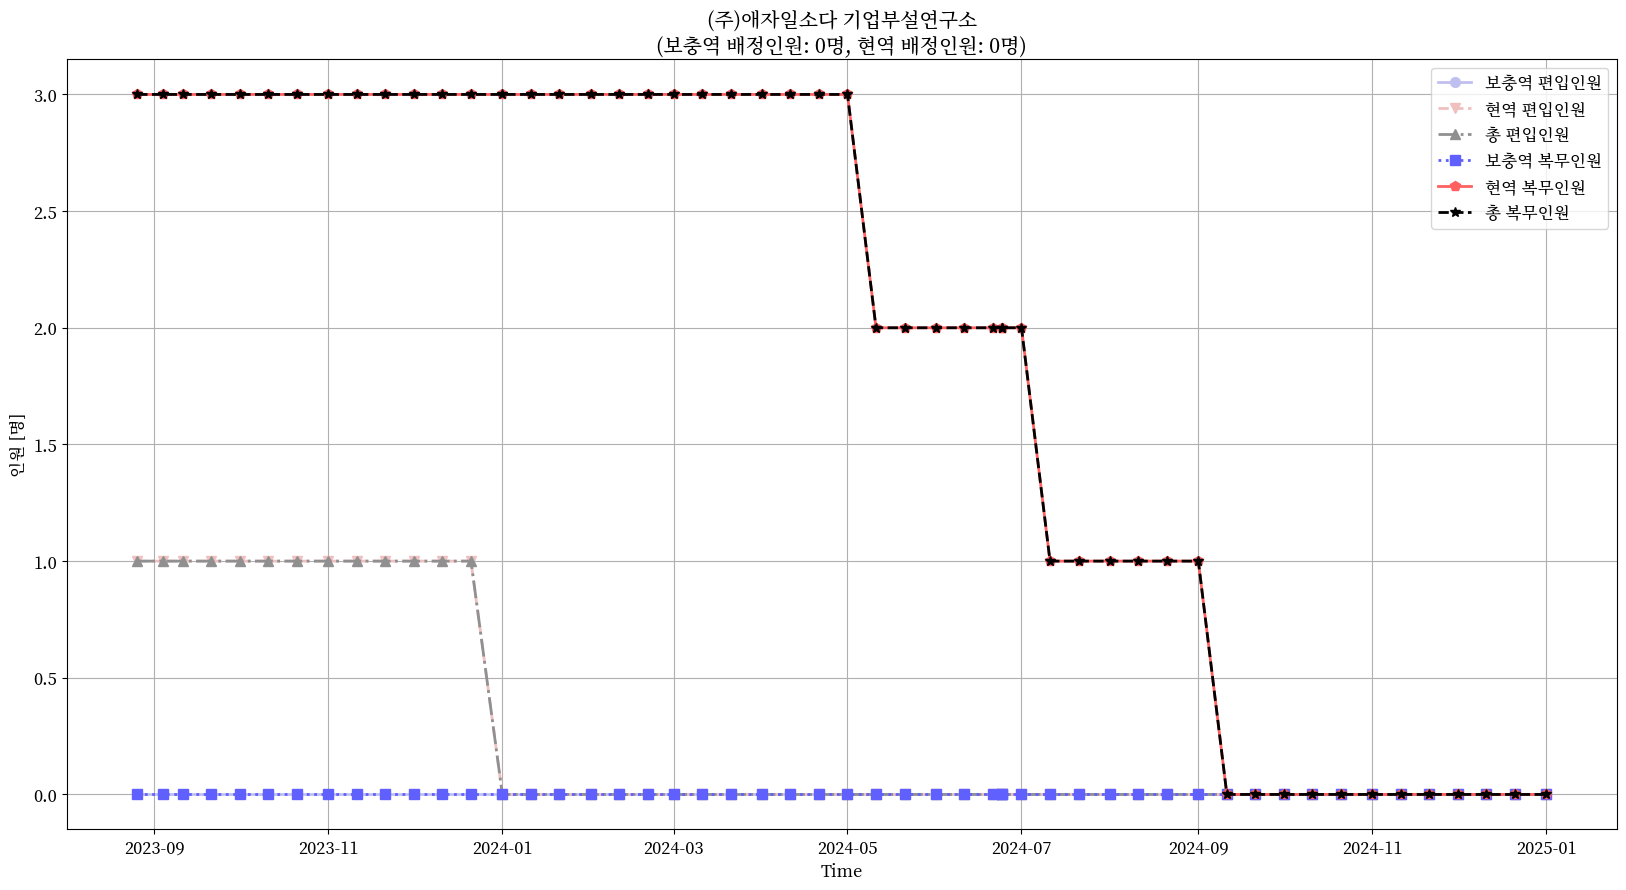 (주)애자일소다 기업부설연구소
(보충역 배정인원: 0명, 현역 배정인원: 0명)
보충역 편입인원
현역 편입인원
총 편입인원
보충역 복무인원
현역 복무인원
총 복무인원
인원 [명]
3.0
2.5
2.0
1.5
1.0
0.5
0.0
2023-09
2023-11
2024-01
2024-03
2024-05
2024-07
2024-09
2024-11
2025-01
Time